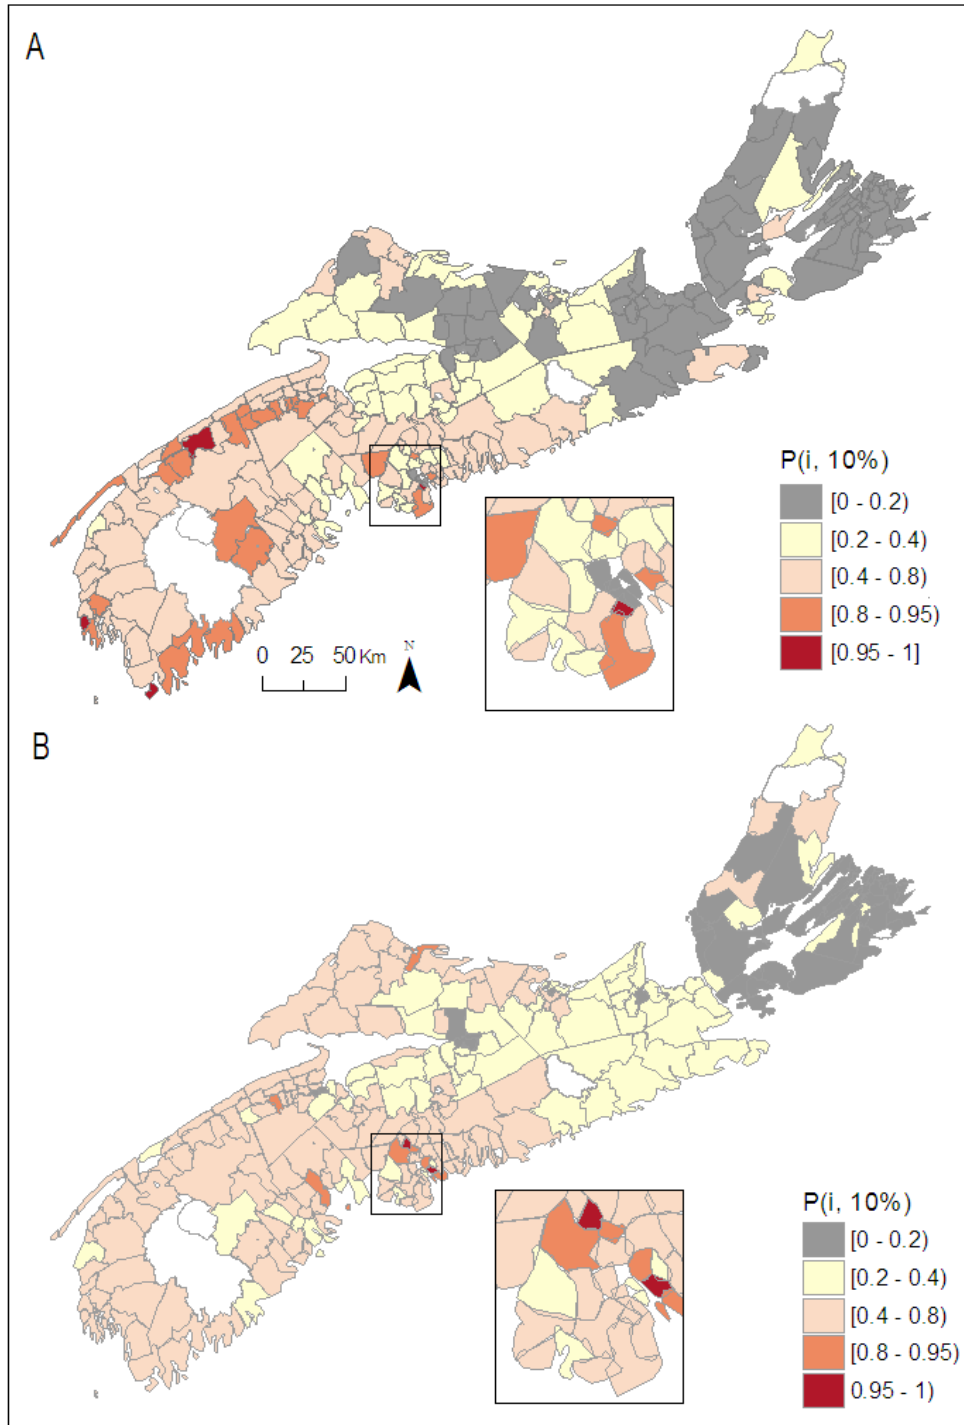 A
P(i, 10%)
[0 - 0.2)
[0.2 - 0.4)
[0.4 - 0.8)
[0.8 - 0.95)
[0.95 - 1]
N
0 25 50 Km
B
P(i, 10%)
[0 - 0.2)
[0.2 - 0.4)
[0.4 - 0.8)
[0.8 - 0.95)
0.95 - 1)